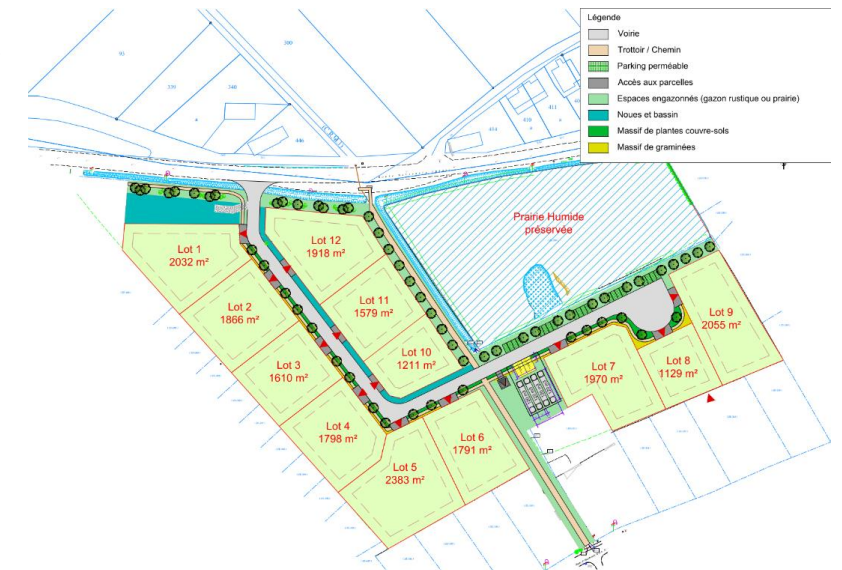 Légende
Voirie
Trottoir / Chemin
Parking perméable
Accès aux parcelles
Espaces engazonnés (gazon rustique ou prairie)
Noues et bassin
Massif de plantes couvre-sols
Massif de graminées
Prairie Humide
préservée
Lot 1
2032 m²
Lot 12
1918 m²
Lot 2
1866 m²
Lot 11
1579 m²
Lot 9
2055 m²
Lot 10
1211 m²
Lot 3
1610 m²
Lot 7
1970 m²
Lot 8
1129 m²
Lot 4
1798 m²
Lot 6
1791 m²
Lot 5
2383 m²